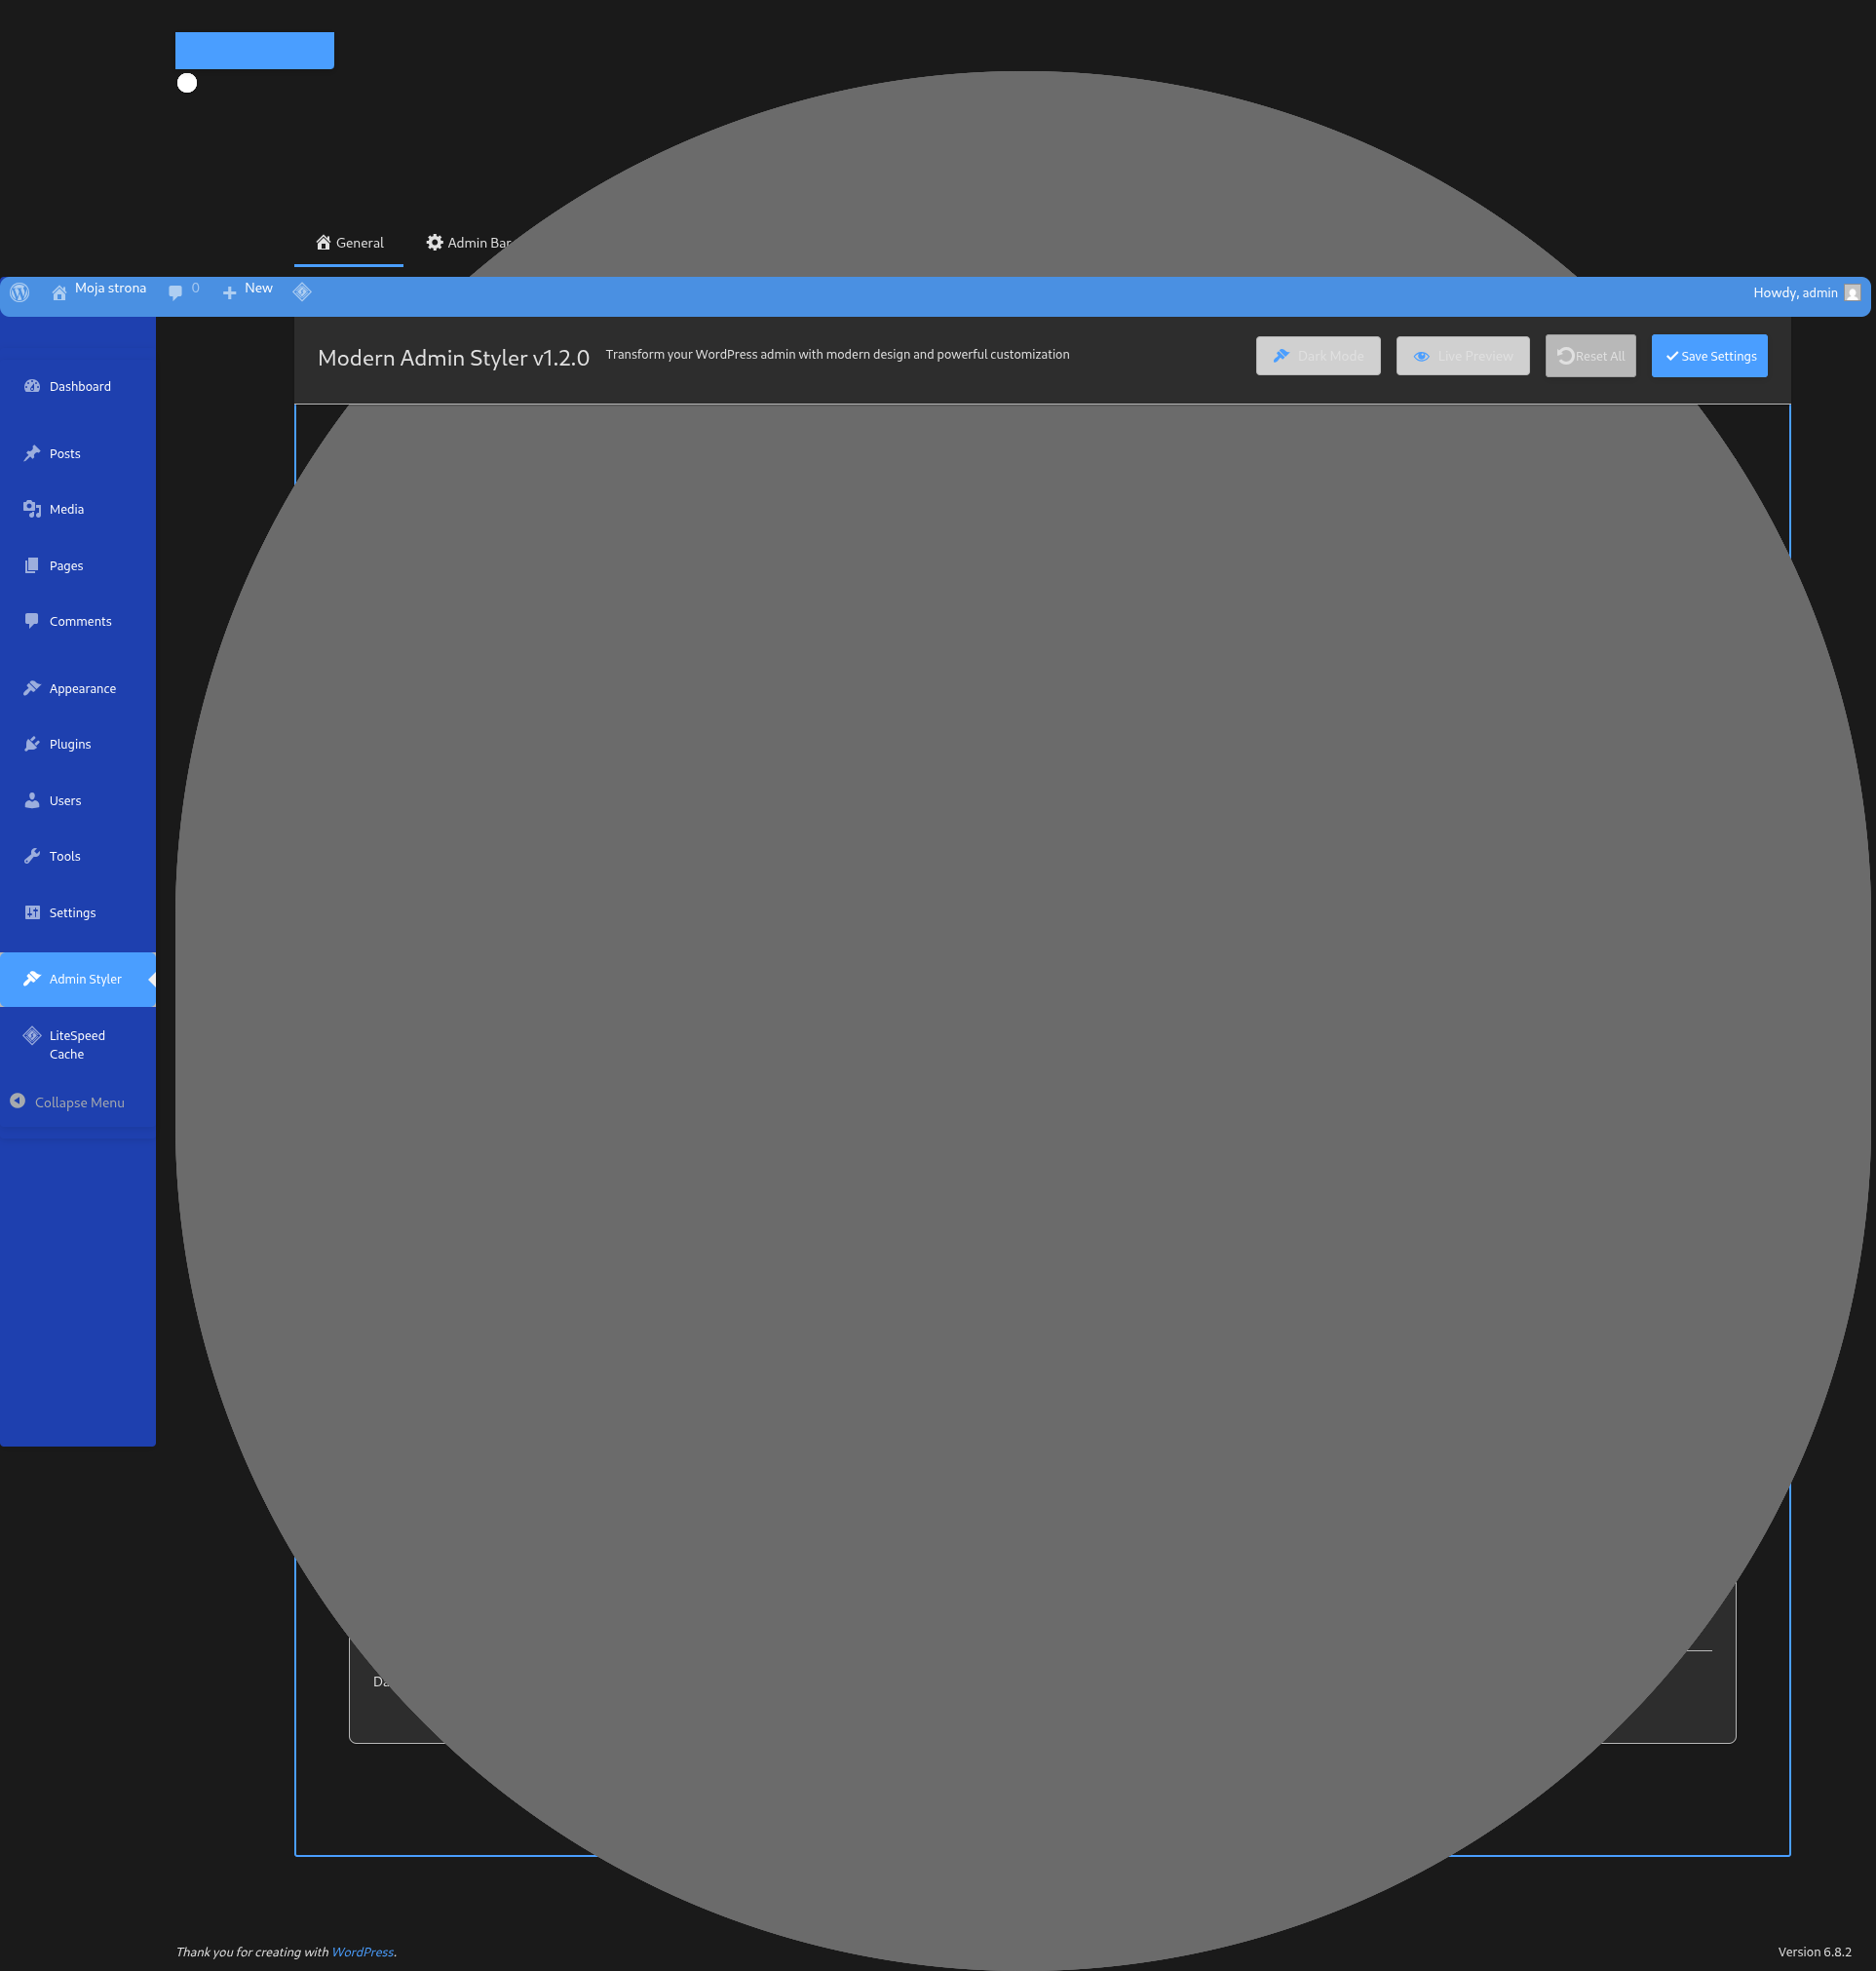 General
Admin Bar
Moja strona
0
New
Howdy, admin
Modern Admin Styler v1.2.0
Transform your WordPress admin with modern design and powerful customization
Dark Mode
Live Preview
Reset All
Save Settings
Dashboard
Posts
Media
Pages
Comments
Appearance
Plugins
Users
Tools
Settings
Admin Styler
LiteSpeed
Cache
Collapse Menu
Thank you for creating with WordPress.
Version 6.8.2